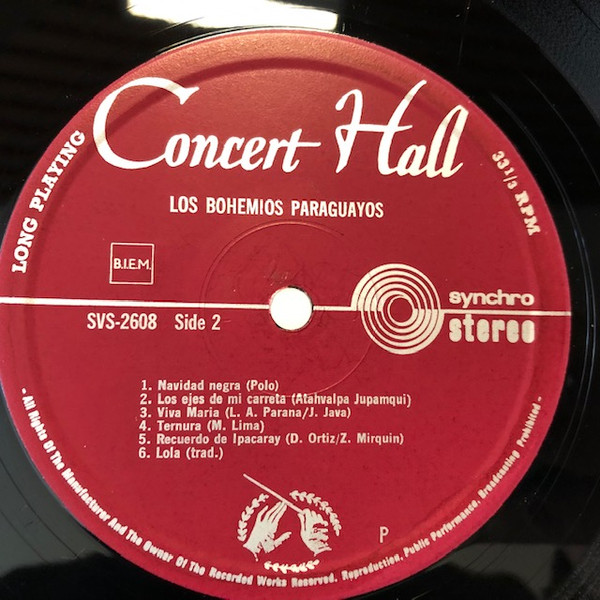 Concert Hall
LONG PLAYING
33 1/3 RPM
LOS BOHEMIOS PARAGUAYOS
B.I.E.M.
synchro
stereo
SVS-2608 Side 2
1. Navidad negra (Polo)
2. Los ejes de mi carreta (Atahvalpa Jupamqui)
3. Viva Maria (L. A. Parana/J. Java)
4. Ternura (M. Lima)
5. Recuerdo de Ipacaray (D. Ortiz/Z. Mirquin)
6. Lola (trad.)
P
- All Rights Of The Manufacturer And The Owner Of The Recorded Works Reserved. Reproduction, Public Performance, Broadcasting Prohibited -